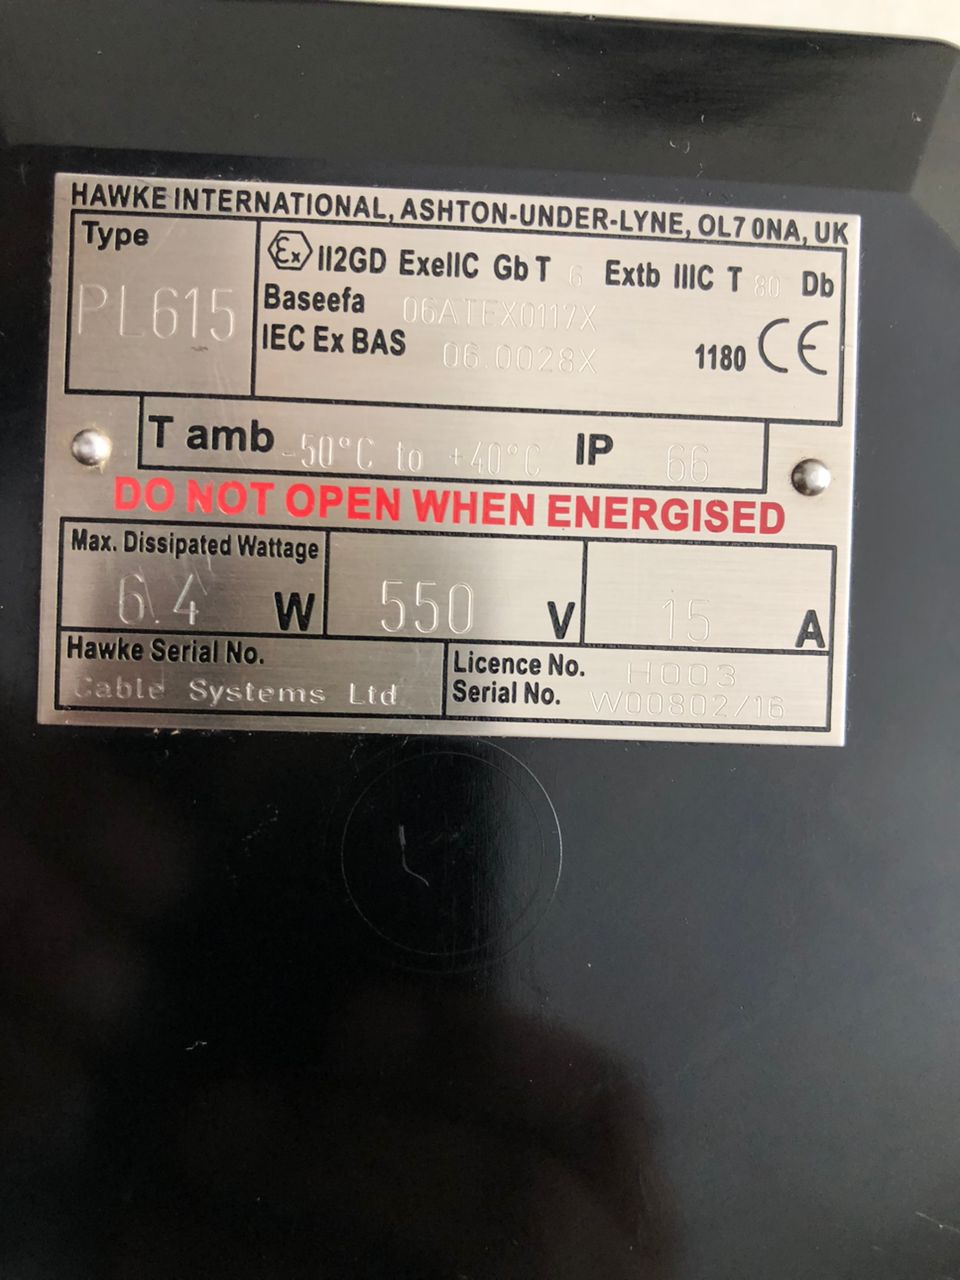 HAWKE INTERNATIONAL, ASHTON-UNDER-LYNE, OL7 0NA, UK
Type
PL615
Ex II2GD ExeIIC Gb T 6 Extb IIIC T 80 Db
Baseefa 06ATEX0117X
IEC Ex BAS 06.0028X
1180 CE
T amb -50°C to +40°C IP 66
DO NOT OPEN WHEN ENERGISED
Max. Dissipated Wattage
6.4 W 550 V 15 A
Hawke Serial No.
Cable Systems Ltd
Licence No. H003
Serial No. W00802/16